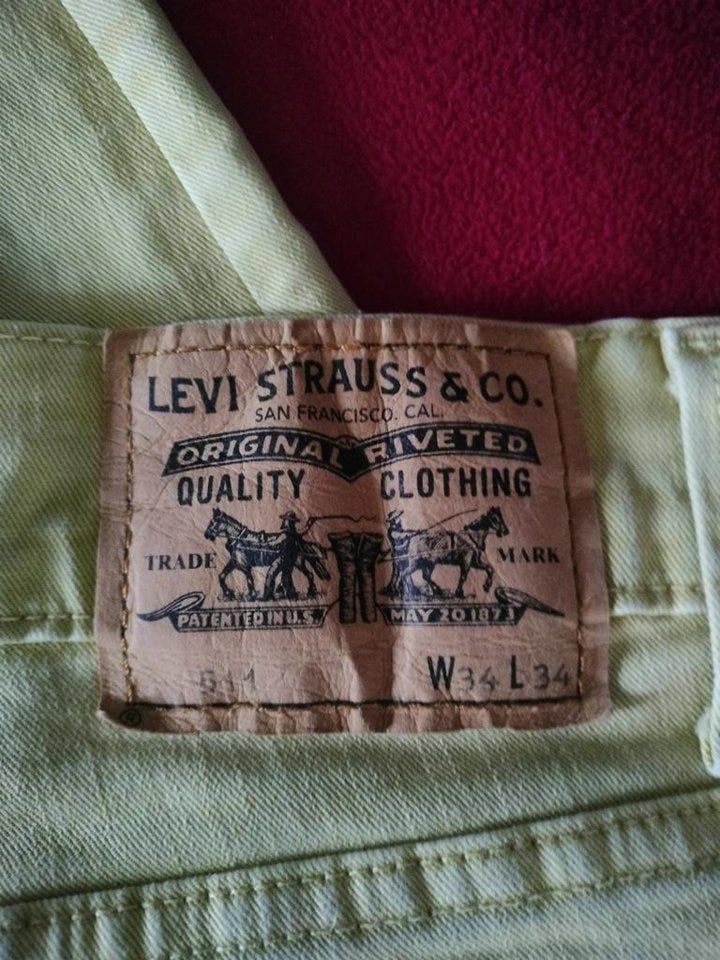 LEVI STRAUSS & CO.
SAN FRANCISCO. CAL.
ORIGINAL RIVETED
QUALITY CLOTHING
TRADE MARK
PATENTED IN U.S. MAY 20 1873
W34 L34
®